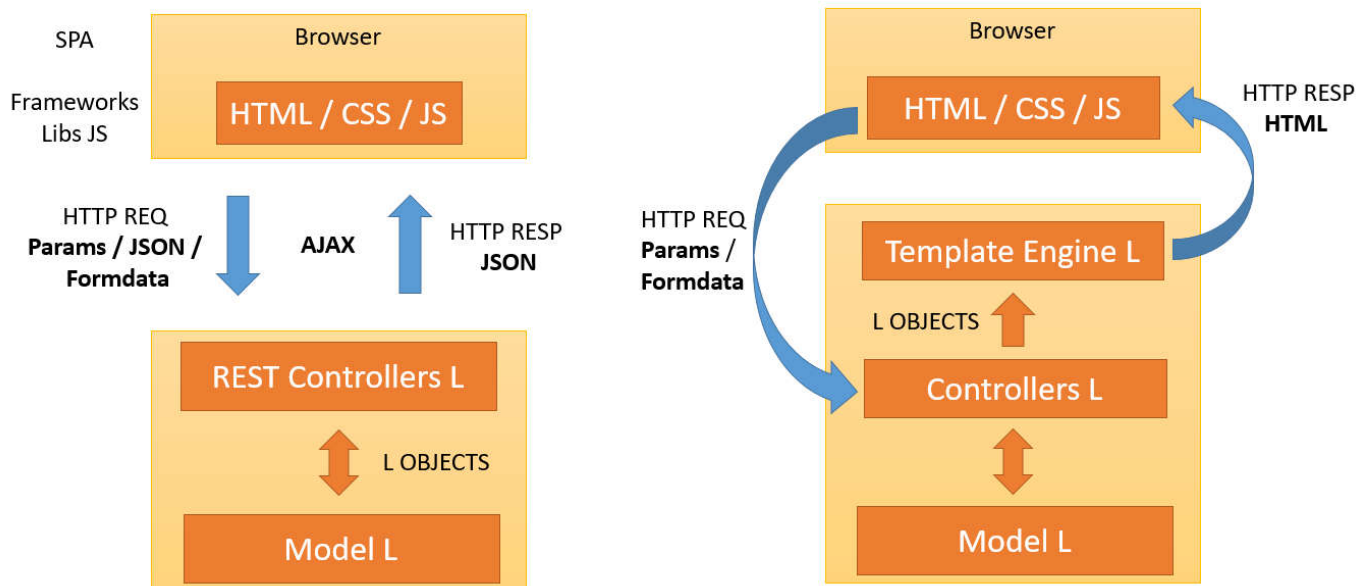 SPA
Browser
Frameworks
Libs JS
HTML / CSS / JS
HTTP REQ
Params / JSON /
Formdata
AJAX
HTTP RESP
JSON
REST Controllers L
L OBJECTS
Model L
Browser
HTML / CSS / JS
HTTP RESP
HTML
HTTP REQ
Params /
Formdata
Template Engine L
L OBJECTS
Controllers L
Model L